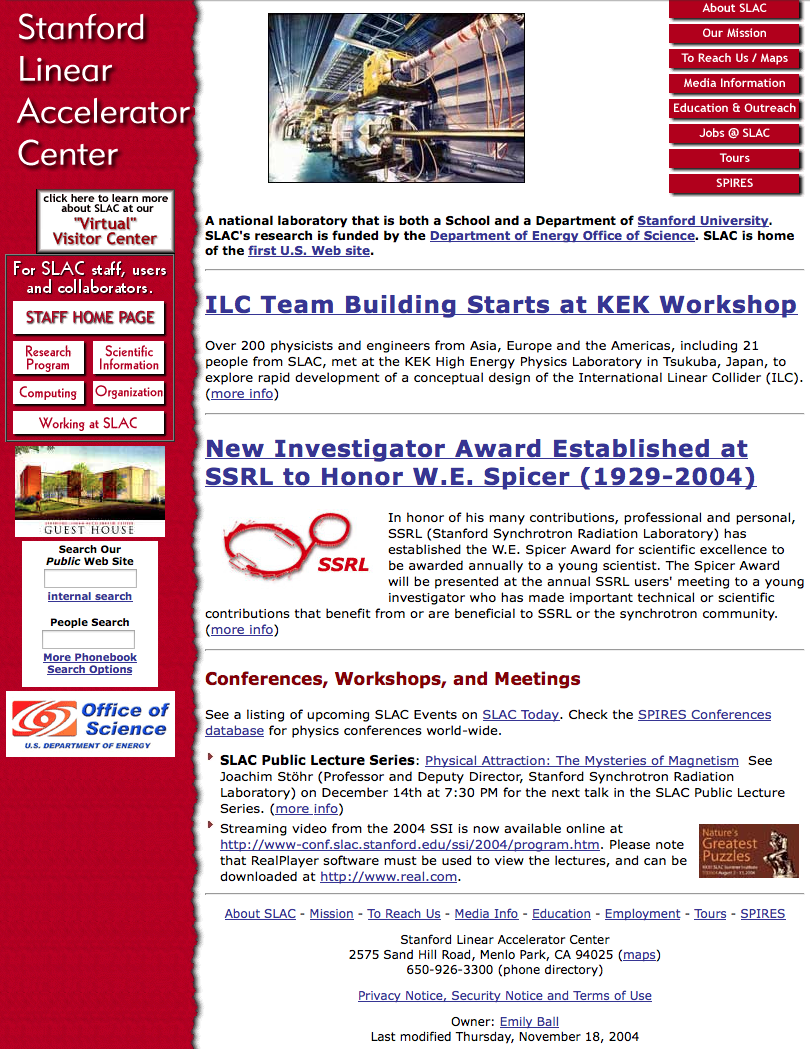 Stanford
Linear
Accelerator
Center
click here to learn more
about SLAC at our
"Virtual"
Visitor Center
For SLAC staff, users
and collaborators.
STAFF HOME PAGE
Research
Program
Scientific
Information
Computing
Organization
Working at SLAC
STANFORD LINEAR ACCELERATOR CENTER
GUEST HOUSE
Search Our
Public Web Site
internal search
People Search
More Phonebook
Search Options
Office of
Science
U.S. DEPARTMENT OF ENERGY
About SLAC
Our Mission
To Reach Us / Maps
Media Information
Education & Outreach
Jobs @ SLAC
Tours
SPIRES
A national laboratory that is both a School and a Department of Stanford University.
SLAC's research is funded by the Department of Energy Office of Science. SLAC is home
of the first U.S. Web site.
ILC Team Building Starts at KEK Workshop
Over 200 physicists and engineers from Asia, Europe and the Americas, including 21
people from SLAC, met at the KEK High Energy Physics Laboratory in Tsukuba, Japan, to
explore rapid development of a conceptual design of the International Linear Collider (ILC).
(more info)
New Investigator Award Established at
SSRL to Honor W.E. Spicer (1929-2004)
SSRL
In honor of his many contributions, professional and personal,
SSRL (Stanford Synchrotron Radiation Laboratory) has
established the W.E. Spicer Award for scientific excellence to
be awarded annually to a young scientist. The Spicer Award
will be presented at the annual SSRL users' meeting to a young
investigator who has made important technical or scientific
contributions that benefit from or are beneficial to SSRL or the synchrotron community.
(more info)
Conferences, Workshops, and Meetings
See a listing of upcoming SLAC Events on SLAC Today. Check the SPIRES Conferences
database for physics conferences world-wide.
SLAC Public Lecture Series: Physical Attraction: The Mysteries of Magnetism See
Joachim Stöhr (Professor and Deputy Director, Stanford Synchrotron Radiation
Laboratory) on December 14th at 7:30 PM for the next talk in the SLAC Public Lecture
Series. (more info)
Streaming video from the 2004 SSI is now available online at
http://www-conf.slac.stanford.edu/ssi/2004/program.htm. Please note
that RealPlayer software must be used to view the lectures, and can be
downloaded at http://www.real.com.
Nature's
Greatest
Puzzles
About SLAC - Mission - To Reach Us - Media Info - Education - Employment - Tours - SPIRES
Stanford Linear Accelerator Center
2575 Sand Hill Road, Menlo Park, CA 94025 (maps)
650-926-3300 (phone directory)
Privacy Notice, Security Notice and Terms of Use
Owner: Emily Ball
Last modified Thursday, November 18, 2004